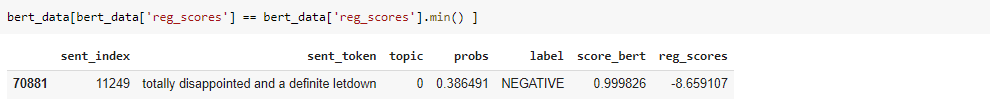 bert_data[bert_data['reg_scores'] == bert_data['reg_scores'].min() ]
sent_index sent_token topic probs label score_bert reg_scores
70881 11249 totally disappointed and a definite letdown 0 0.386491 NEGATIVE 0.999826 -8.659107